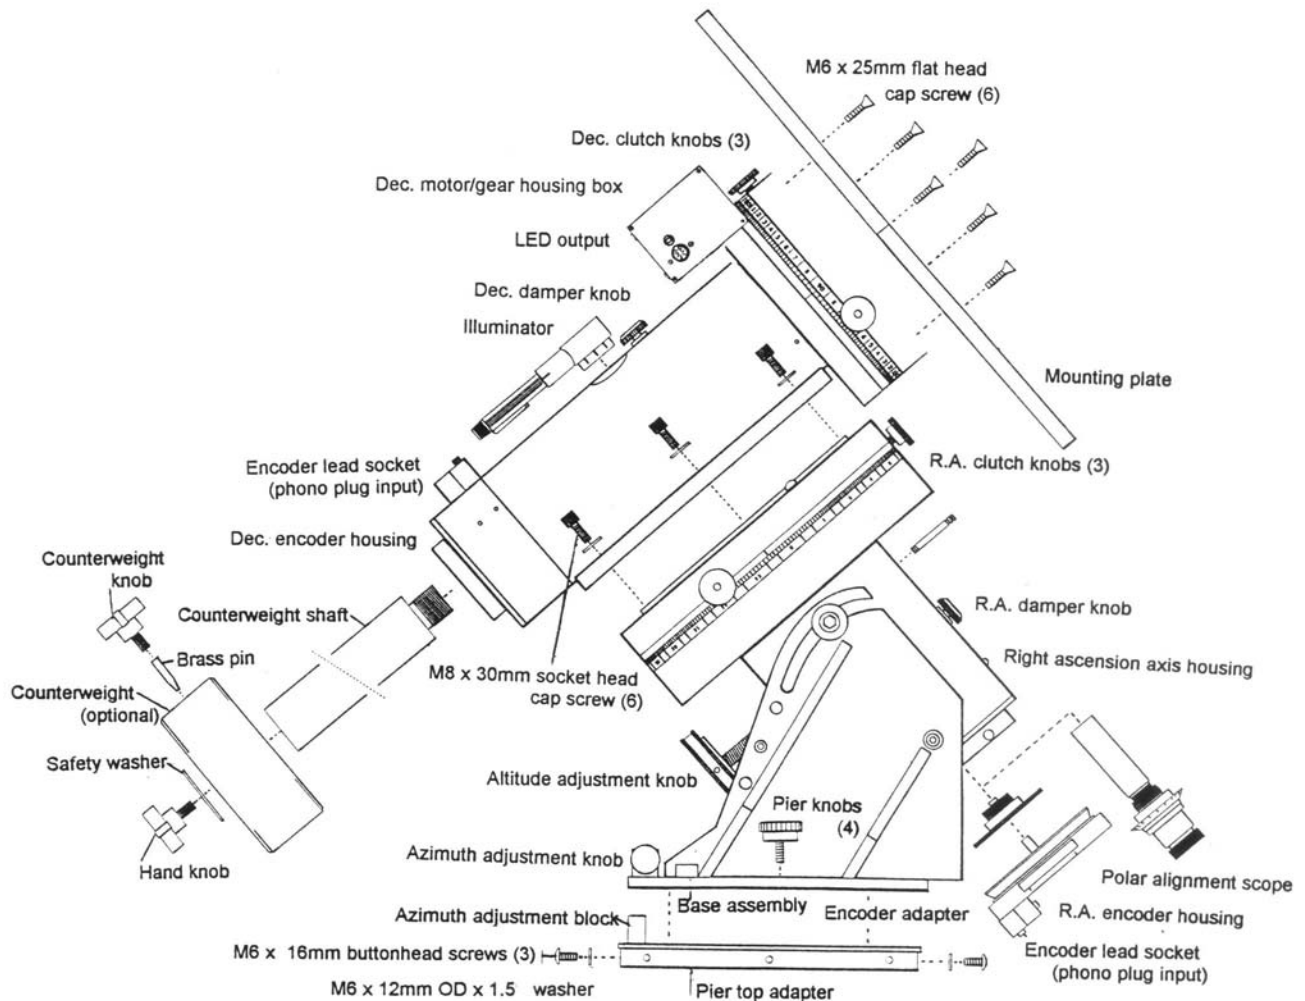 M6 x 25mm flat head
cap screw (6)
Dec. clutch knobs (3)
Dec. motor/gear housing box
LED output
Dec. damper knob
Illuminator
Mounting plate
Encoder lead socket
(phono plug input)
R.A. clutch knobs (3)
Dec. encoder housing
Counterweight
knob
Counterweight shaft
R.A. damper knob
Brass pin
Right ascension axis housing
M8 x 30mm socket head
cap screw (6)
Counterweight
(optional)
Safety washer
Altitude adjustment knob
Pier knobs
(4)
Hand knob
Azimuth adjustment knob
Polar alignment scope
Base assembly
Encoder adapter
R.A. encoder housing
Azimuth adjustment block
Encoder lead socket
(phono plug input)
M6 x 16mm buttonhead screws (3)
M6 x 12mm OD x 1.5 washer
Pier top adapter